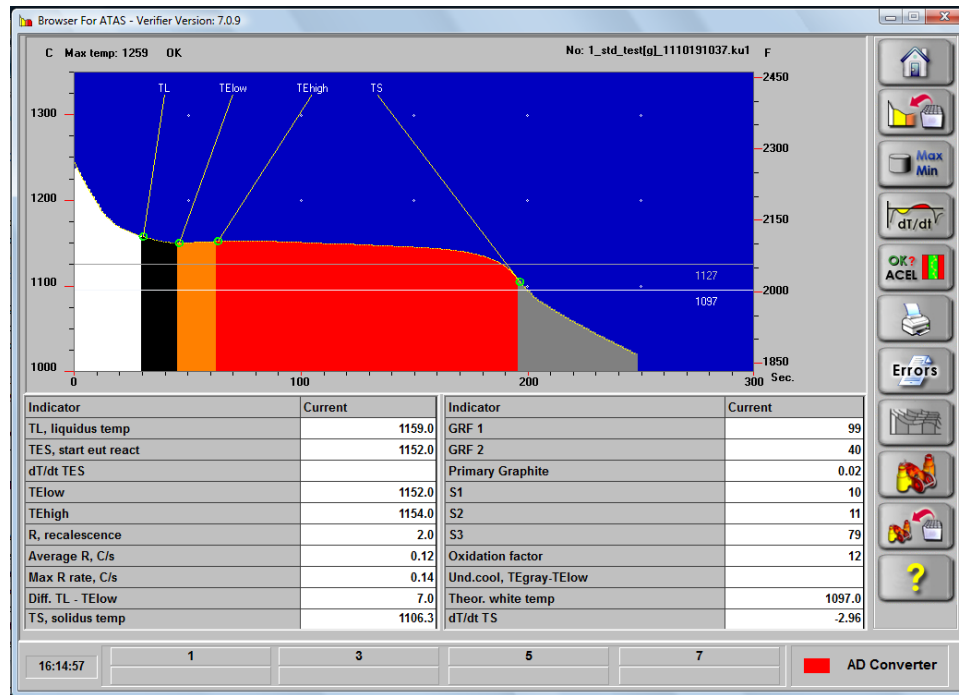 Browser For ATAS - Verifier Version: 7.0.9
C Max temp: 1259 OK No: 1_std_test[g]_1110191037.ku1 F
TL TElow TEhigh TS
2450
1300
2300
1200
2150
1127
1100
2000
1097
1000
1850
0 100 200 300 Sec.
Max
Min
dT/dt
OK?
ACEL
Errors
?
Indicator Current Indicator Current
TL, liquidus temp 1159.0 GRF 1 99
TES, start eut react 1152.0 GRF 2 40
dT/dt TES Primary Graphite 0.02
TElow 1152.0 S1 10
TEhigh 1154.0 S2 11
R, recalescence 2.0 S3 79
Average R, C/s 0.12 Oxidation factor 12
Max R rate, C/s 0.14 Und.cool, TEgray-TElow
Diff. TL - TElow 7.0 Theor. white temp 1097.0
TS, solidus temp 1106.3 dT/dt TS -2.96
16:14:57 1 3 5 7 AD Converter